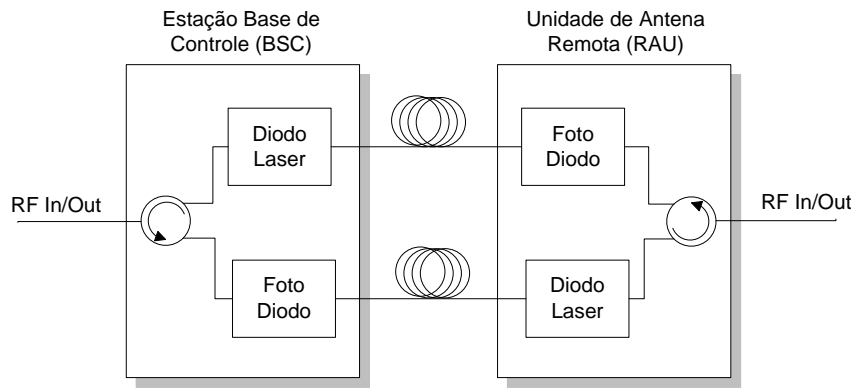 Estação Base de
Controle (BSC)
Unidade de Antena
Remota (RAU)
Diodo
Laser
Foto
Diodo
RF In/Out
RF In/Out
Foto
Diodo
Diodo
Laser